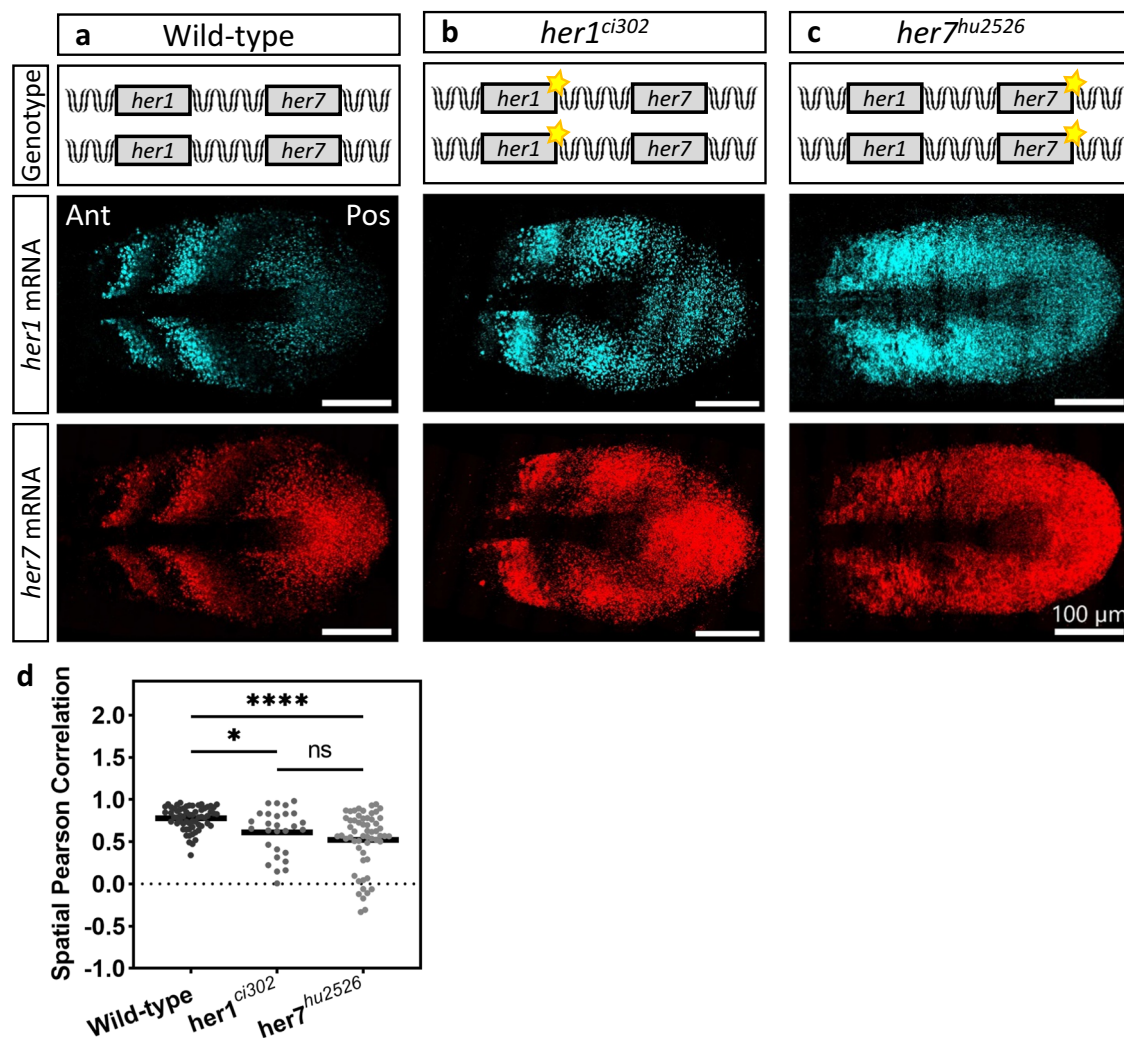 a Wild-type
b her1ci302
c her7hu2526
Genotype
her1 her7
her1 her7
her1 her7
her1 her7
her1 her7
her1 her7
her1 mRNA
Ant Pos
her7 mRNA
100 µm
d
Spatial Pearson Correlation
2.0
1.5
1.0
0.5
0.0
-0.5
-1.0
****
*
ns
Wild-type
her1ci302
her7hu2526